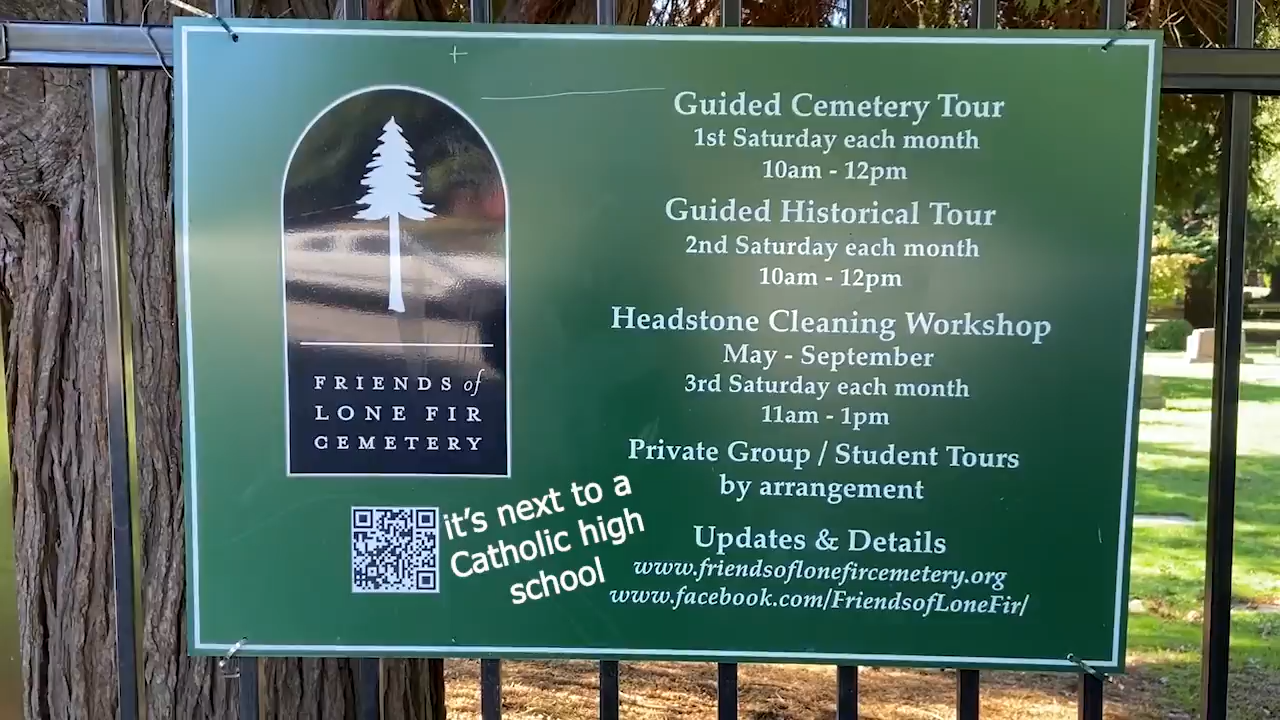 FRIENDS of
LONE FIR
CEMETERY
Guided Cemetery Tour
1st Saturday each month
10am - 12pm
Guided Historical Tour
2nd Saturday each month
10am - 12pm
Headstone Cleaning Workshop
May - September
3rd Saturday each month
11am - 1pm
Private Group / Student Tours
by arrangement
Updates & Details
www.friendsoflonefircemetery.org
www.facebook.com/FriendsofLoneFir/
it's next to a
Catholic high
school